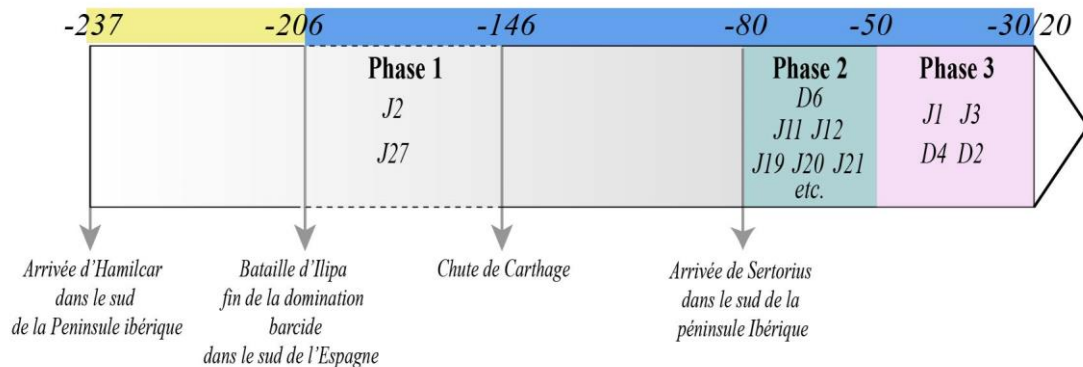 -237 -206 -146 -80 -50 -30/20
Phase 1 Phase 2 Phase 3
J2
J27
D6
J11 J12
J19 J20 J21
etc.
J1 J3
D4 D2
Arrivée d'Hamilcar
dans le sud
de la Peninsule ibérique
Bataille d'Ilipa
fin de la domination
barcide
dans le sud de l'Espagne
Chute de Carthage
Arrivée de Sertorius
dans le sud de la
péninsule Ibérique